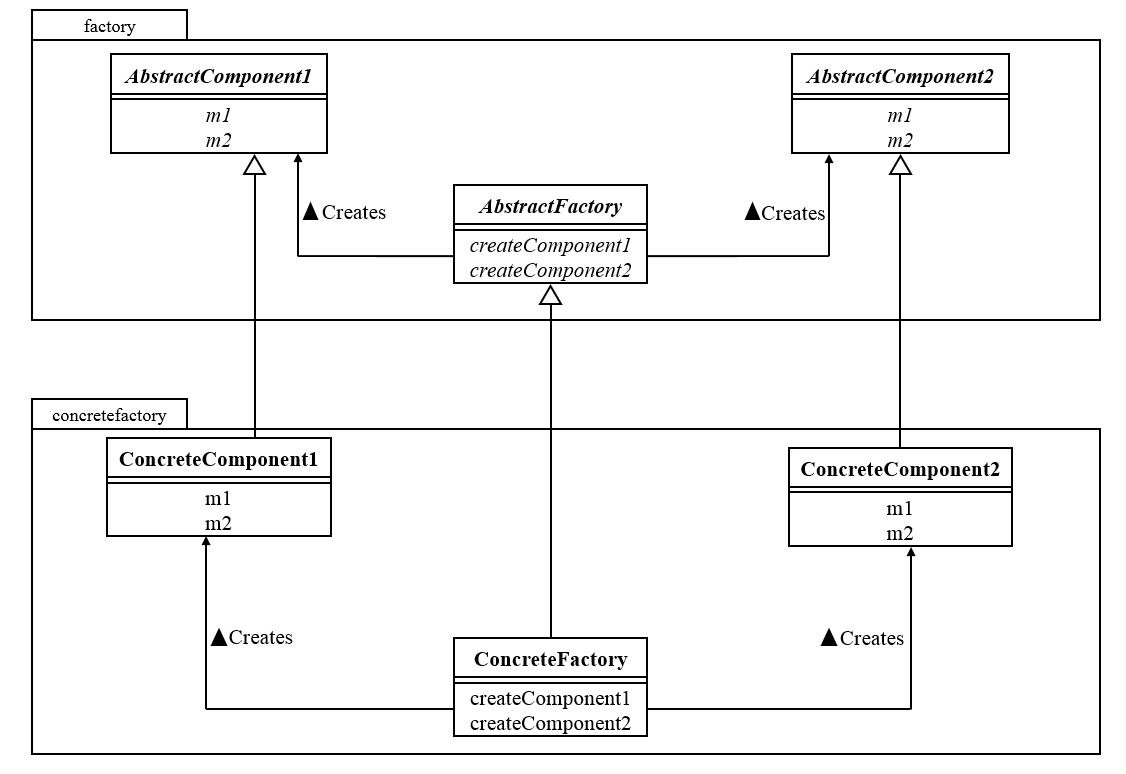 factory
AbstractComponent1
m1
m2
AbstractComponent2
m1
m2
▲Creates
AbstractFactory
createComponent1
createComponent2
▲Creates
concretefactory
ConcreteComponent1
m1
m2
ConcreteComponent2
m1
m2
▲Creates
ConcreteFactory
createComponent1
createComponent2
▲Creates